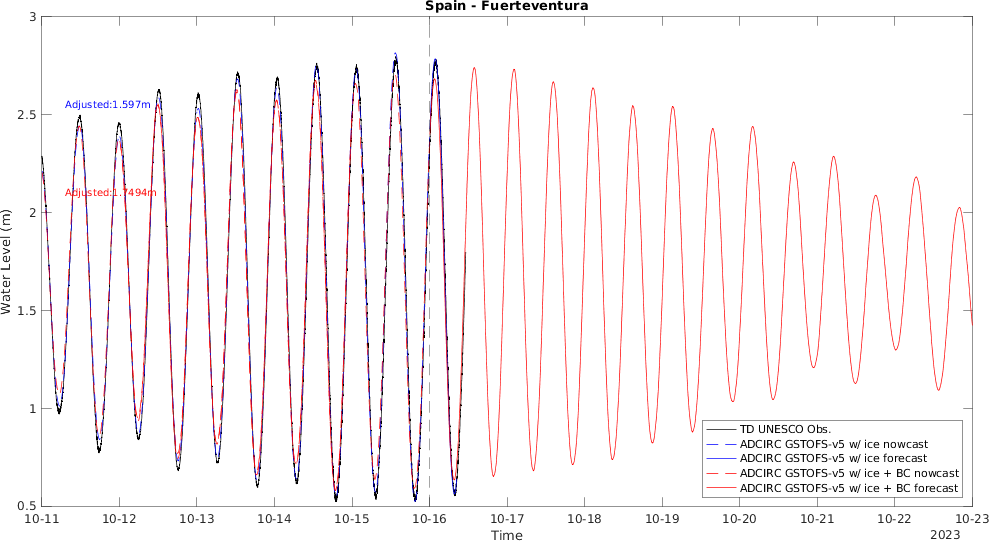 Spain - Fuerteventura
3
2.5
2
1.5
1
0.5
Water Level (m)
Adjusted:1.597m
Adjusted:1.7494m
TD UNESCO Obs.
ADCIRC GSTOFS-v5 w/ ice nowcast
ADCIRC GSTOFS-v5 w/ ice forecast
ADCIRC GSTOFS-v5 w/ ice + BC nowcast
ADCIRC GSTOFS-v5 w/ ice + BC forecast
10-11 10-12 10-13 10-14 10-15 10-16 10-17 10-18 10-19 10-20 10-21 10-22 10-23
Time
2023